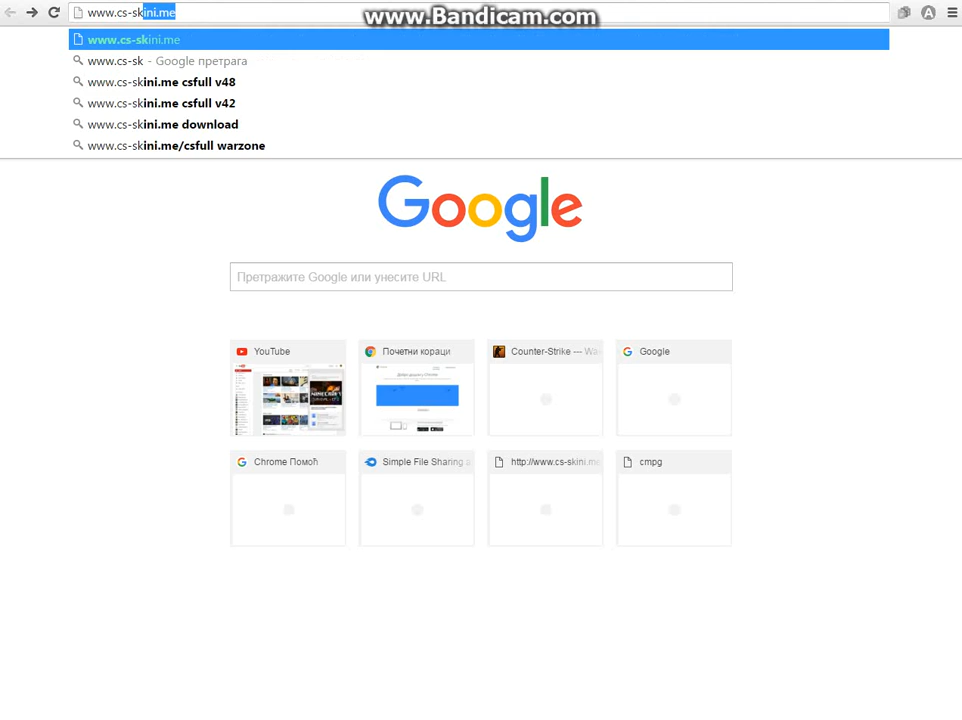 www.cs-skini.me
www.Bandicam.com
www.cs-skini.me
www.cs-sk - Google претрага
www.cs-skini.me csfull v48
www.cs-skini.me csfull v42
www.cs-skini.me download
www.cs-skini.me/csfull warzone
Google
Претражите Google или унесите URL
YouTube
Почетни кораци
Counter-Strike — Wa
Google
Chrome Помоћ
Simple File Sharing a
http://www.cs-skini.me
cmpg